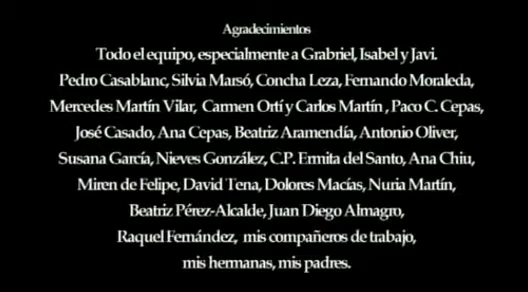 Agradecimientos
Todo el equipo, especialmente a Grabriel, Isabel y Javi.
Pedro Casablanc, Silvia Marsó, Concha Leza, Fernando Moraleda,
Mercedes Martín Vilar, Carmen Ortí y Carlos Martín , Paco C. Cepas,
José Casado, Ana Cepas, Beatriz Aramendía, Antonio Oliver,
Susana García, Nieves González, C.P. Ermita del Santo, Ana Chiu,
Miren de Felipe, David Tena, Dolores Macías, Nuria Martín,
Beatriz Pérez-Alcalde, Juan Diego Almagro,
Raquel Fernández, mis compañeros de trabajo,
mis hermanas, mis padres.